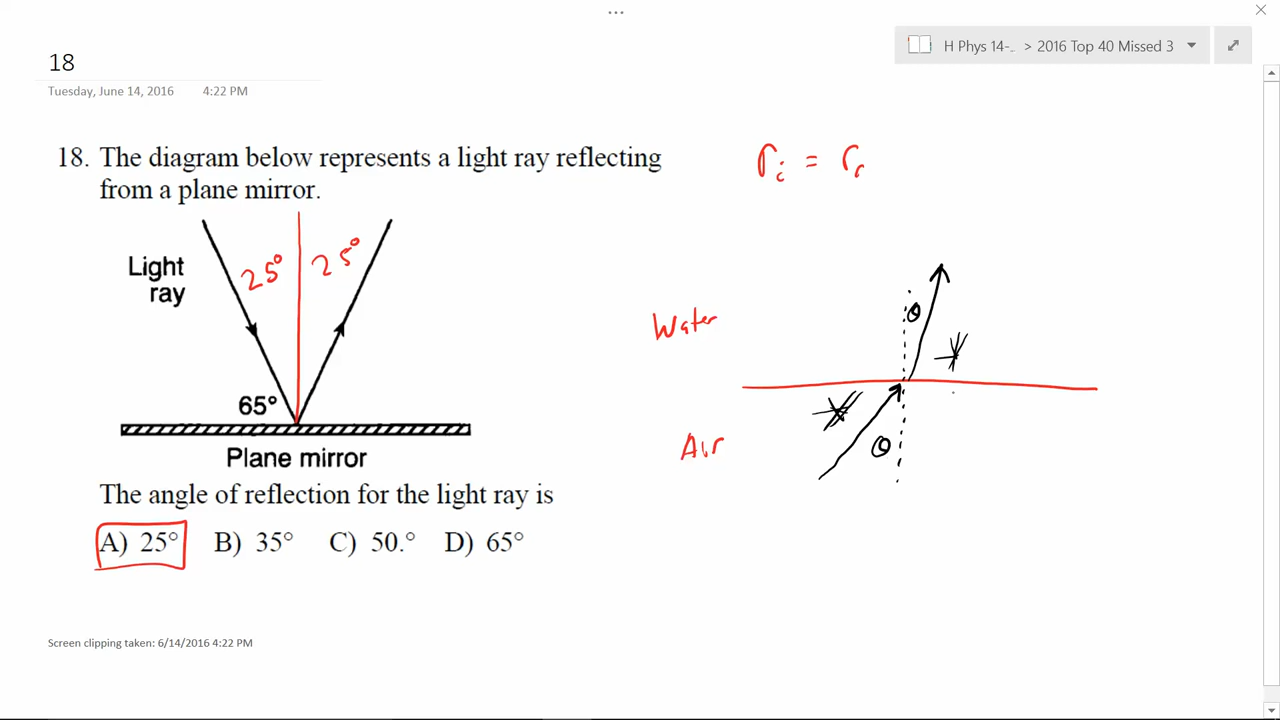 H Phys 14-.. > 2016 Top 40 Missed 3
18
Tuesday, June 14, 2016 4:22 PM
18. The diagram below represents a light ray reflecting
from a plane mirror.
Light
ray
25° 25°
65°
Plane mirror
The angle of reflection for the light ray is
A) 25° B) 35° C) 50.° D) 65°
Screen clipping taken: 6/14/2016 4:22 PM
Water
θ
Air
θ